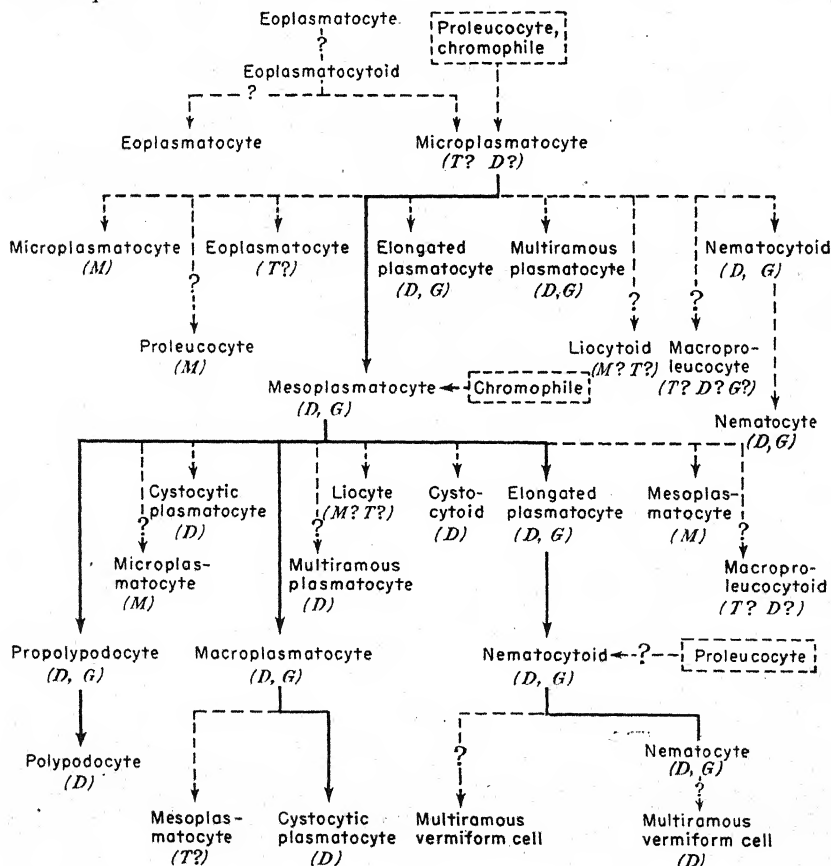 Eoplasmatocyte
?
Proleucocyte,
chromophile
Eoplasmatocytoid
?
Eoplasmatocyte
Microplasmatocyte
(T? D?)
Microplasmatocyte
(M)
?
Proleucocyte
(M)
Eoplasmatocyte
(T?)
Elongated
plasmatocyte
(D, G)
Multiramous
plasmatocyte
(D,G)
?
Liocytoid
(M? T?)
?
Macropro-
leucocyte
(T? D? G?)
Nematocytoid
(D, G)
Nematocyte
(D,G)
Mesoplasmatocyte
(D, G)
Chromophile
Cystocytic
plasmatocyte
(D)
?
Microplas-
matocyte
(M)
Liocyte
(M? T?)
?
Multiramous
plasmatocyte
(D)
Cysto-
cytoid
(D)
Elongated
plasmatocyte
(D, G)
Mesoplas-
matocyte
(M)
?
Macropro-
leucocytoid
(T? D?)
Propolypodocyte
(D, G)
Macroplasmatocyte
(D, G)
Nematocytoid
(D, G)
?
Proleucocyte
Polypodocyte
(D)
Mesoplas-
matocyte
(T?)
Cystocytic
plasmatocyte
(D)
?
Multiramous
vermiform cell
Nematocyte
(D, G)
?
Multiramous
vermiform cell
(D)